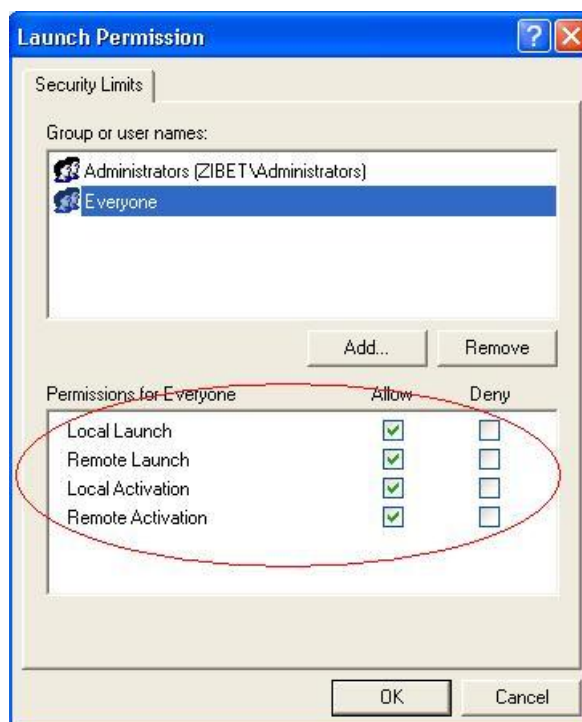 Launch Permission
Security Limits
Group or user names:
Administrators (ZIBET\Administrators)
Everyone
Add... Remove
Permissions for Everyone Allow Deny
Local Launch
Remote Launch
Local Activation
Remote Activation
OK Cancel